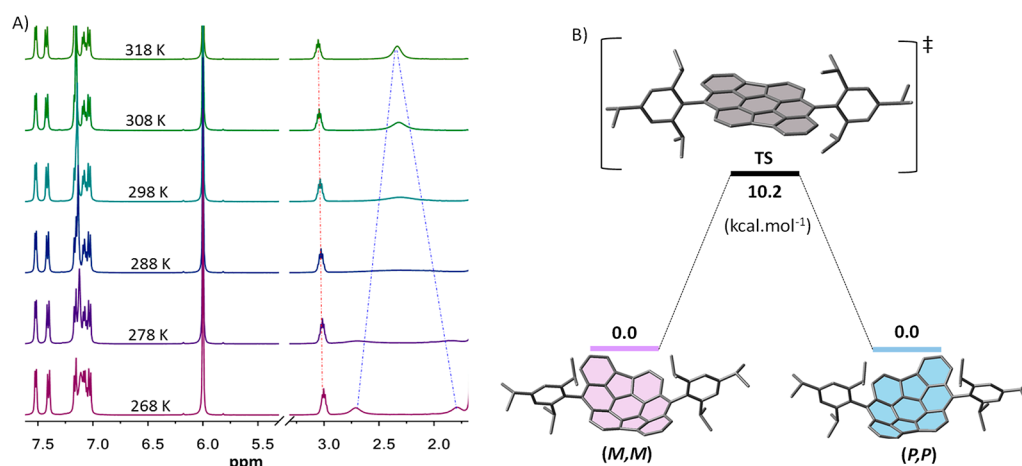 A)
318 K
308 K
298 K
288 K
278 K
268 K
7.5 7.0 6.5 6.0 5.5 3.0 2.5 2.0
ppm
B)
‡
TS
10.2
(kcal.mol-1)
0.0
0.0
(M,M)
(P,P)